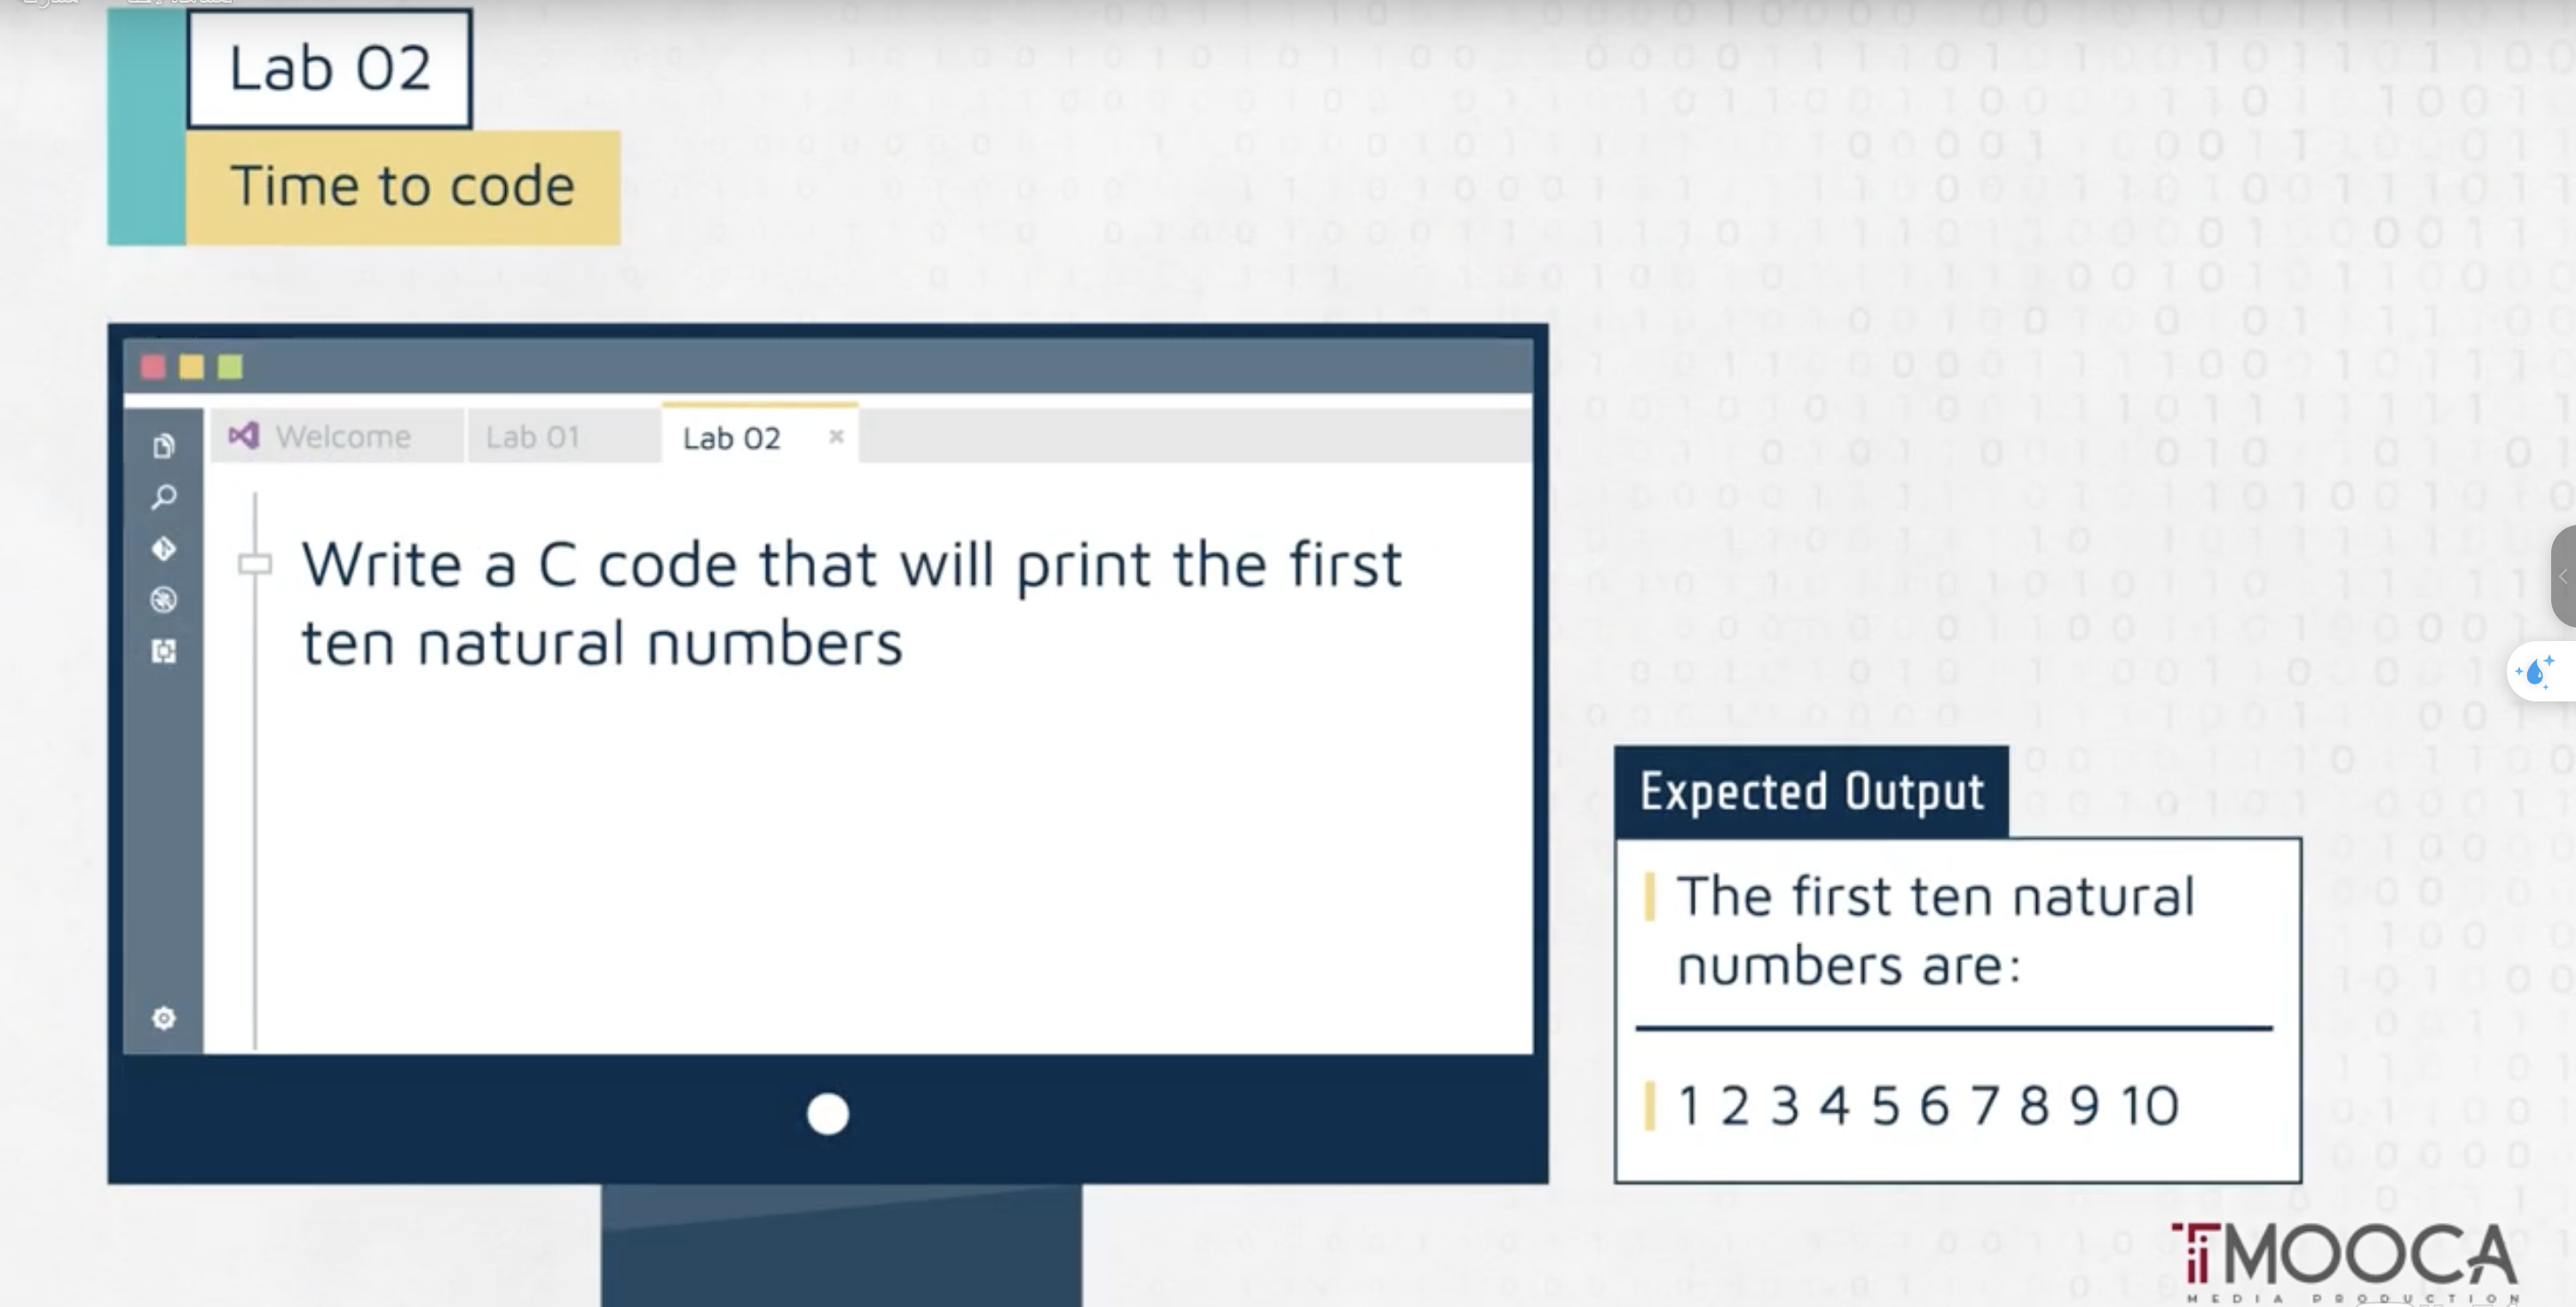 Lab 02
Time to code
Welcome
Lab 01
Lab 02
Write a C code that will print the first
ten natural numbers
Expected Output
The first ten natural
numbers are:
1 2 3 4 5 6 7 8 9 10
iTi MOOCA
MEDIA PRODUCTION